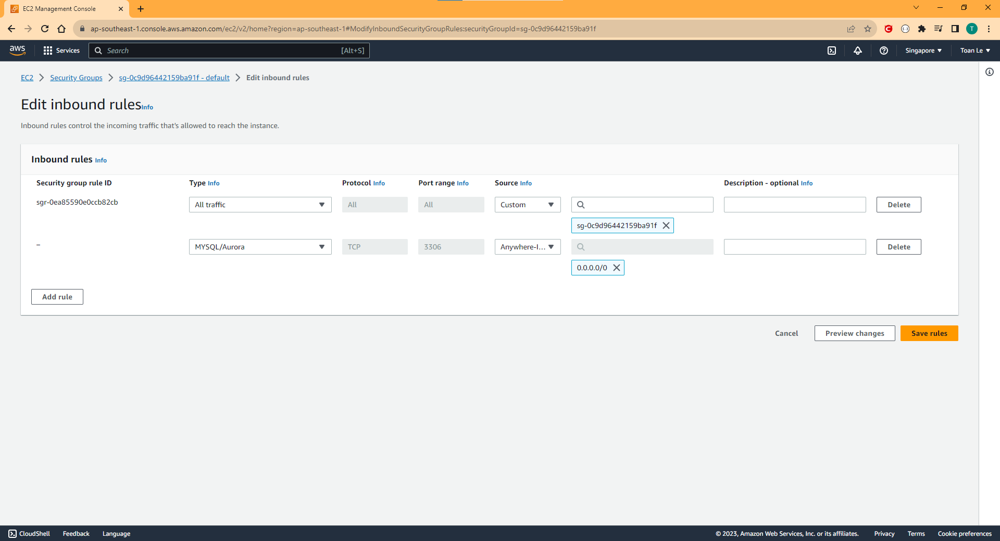 EC2 Management Console
ap-southeast-1.console.aws.amazon.com/ec2/v2/home?region=ap-southeast-1#ModifyInboundSecurityGroupRules:securityGroupId=sg-0c9d96442159ba91f
T
aws Services Search [Alt+S] Singapore Toan Le
EC2 Security Groups sg-0c9d96442159ba91f - default Edit inbound rules
Edit inbound rules Info
Inbound rules control the incoming traffic that's allowed to reach the instance.
Inbound rules Info
Security group rule ID Type Info Protocol Info Port range Info Source Info Description - optional Info
sgr-0ea85590e0ccb82cb All traffic All All Custom Delete
sg-0c9d96442159ba91f
– MYSQL/Aurora TCP 3306 Anywhere-I... Delete
0.0.0.0/0
Add rule
Cancel Preview changes Save rules
CloudShell Feedback Language © 2023, Amazon Web Services, Inc. or its affiliates. Privacy Terms Cookie preferences